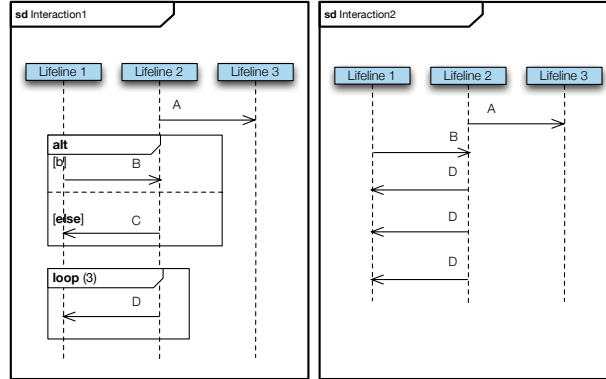 sd Interaction1
Lifeline 1 Lifeline 2 Lifeline 3
A
alt
[b] B
[else] C
loop (3)
D
sd Interaction2
Lifeline 1 Lifeline 2 Lifeline 3
A
B
D
D
D